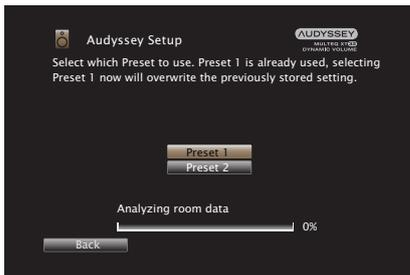 Audyssey Setup
AUDYSSEY
MULTEQ XT32
DYNAMIC VOLUME
Select which Preset to use. Preset 1 is already used, selecting
Preset 1 now will overwrite the previously stored setting.
Preset 1
Preset 2
Analyzing room data
0%
Back